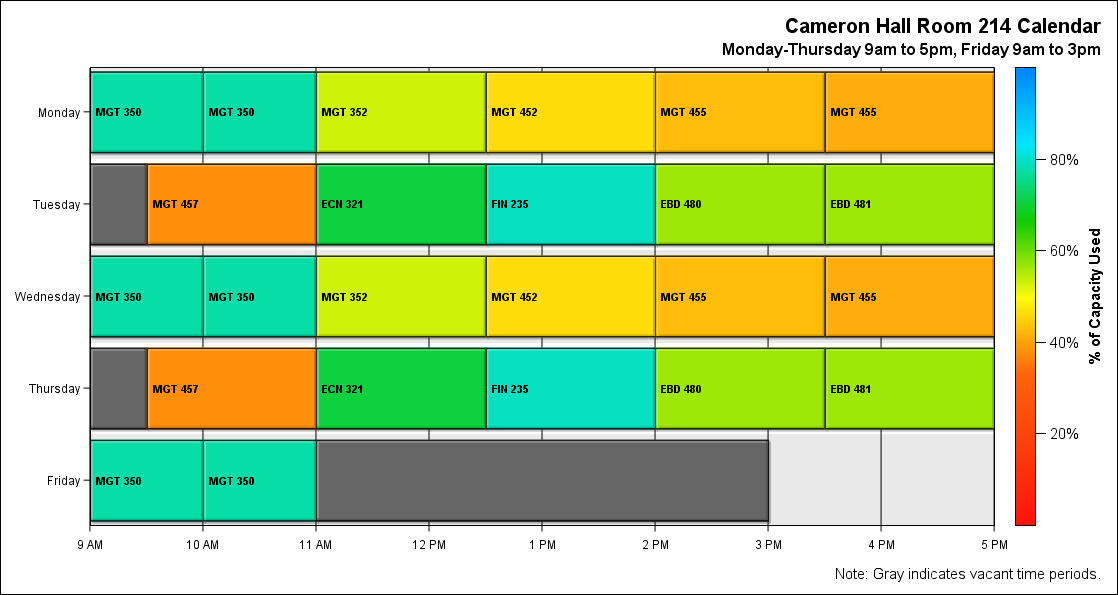 Cameron Hall Room 214 Calendar
Monday-Thursday 9am to 5pm, Friday 9am to 3pm
Monday
MGT 350
MGT 350
MGT 352
MGT 452
MGT 455
MGT 455
Tuesday
MGT 457
ECN 321
FIN 235
EBD 480
EBD 481
Wednesday
MGT 350
MGT 350
MGT 352
MGT 452
MGT 455
MGT 455
Thursday
MGT 457
ECN 321
FIN 235
EBD 480
EBD 481
Friday
MGT 350
MGT 350
9 AM
10 AM
11 AM
12 PM
1 PM
2 PM
3 PM
4 PM
5 PM
80%
60%
40%
20%
% of Capacity Used
Note: Gray indicates vacant time periods.